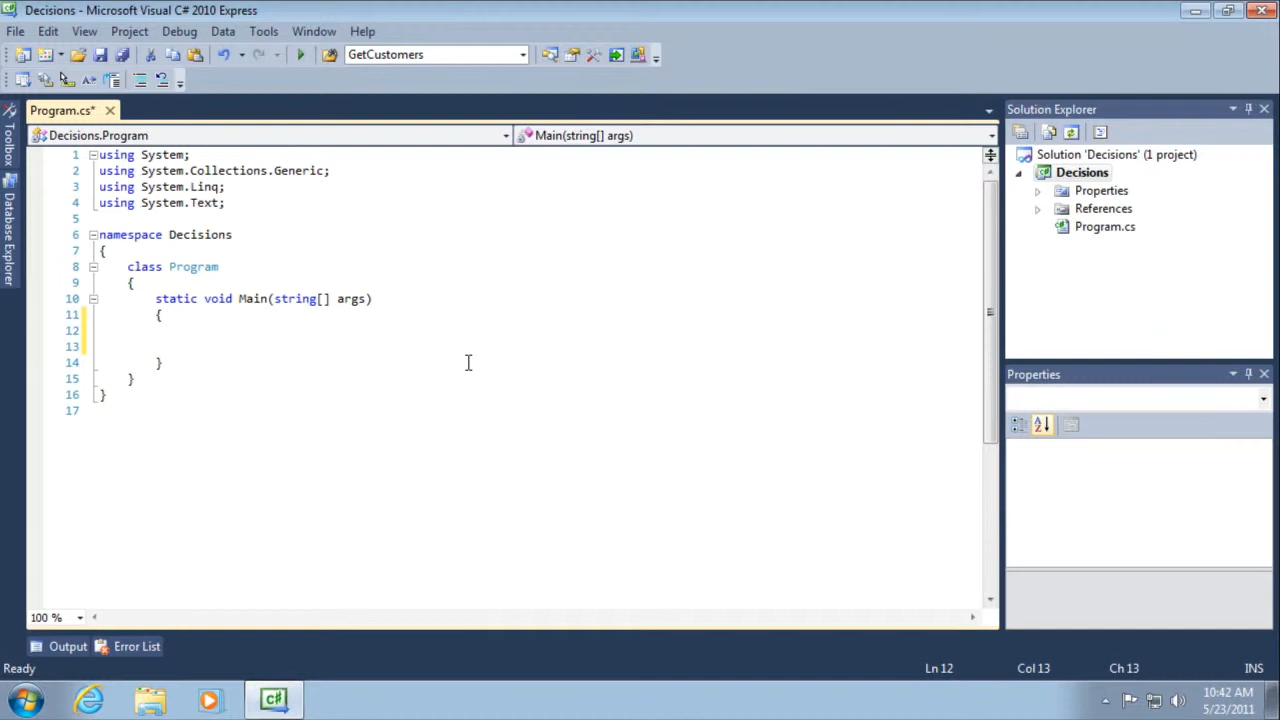 Decisions - Microsoft Visual C# 2010 Express
File Edit View Project Debug Data Tools Window Help
GetCustomers
Program.cs*
Decisions.Program
Main(string[] args)
Toolbox
Database Explorer
1 using System;
2 using System.Collections.Generic;
3 using System.Linq;
4 using System.Text;
5
6 namespace Decisions
7 {
8 class Program
9 {
10 static void Main(string[] args)
11 {
12
13
14 }
15 }
16 }
17
100 %
Solution Explorer
Solution 'Decisions' (1 project)
Decisions
Properties
References
Program.cs
Properties
Output
Error List
Ready
Ln 12 Col 13 Ch 13 INS
C#
10:42 AM
5/23/2011